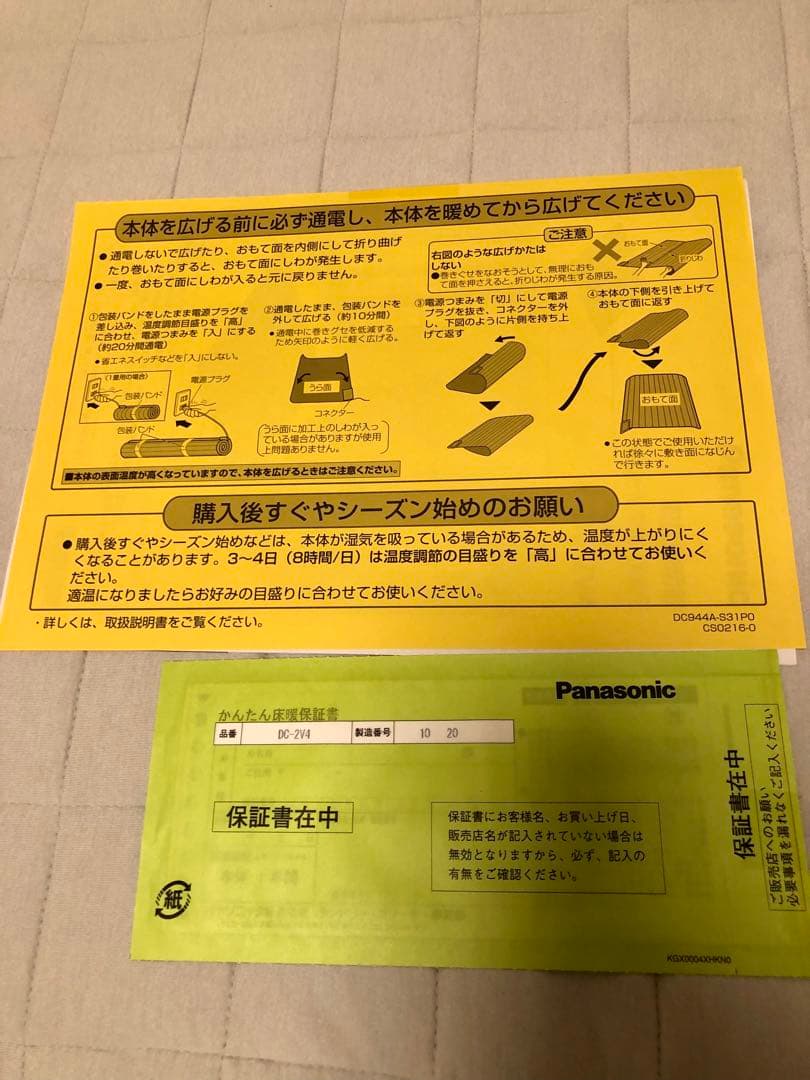 本体を広げる前に必ず通電し、本体を暖めてから広げてください
●通電しないで広げたり、おもて面を内側にして折り曲げ
たり巻いたりすると、おもて面にしわが発生します。
●一度、おもて面にしわが入ると元に戻りません。
ご注意
右図のような広げかたは
しない
●巻きぐせをなおそうとして、無理におも
て面を押さえると、折りじわが発生する原因。
おもて面
折りじわ
①包装バンドをしたまま電源プラグを
差し込み、温度調節目盛りを「高」
に合わせ、電源つまみを「入」にする
(約20分間通電)
●省エネスイッチなどを「入」にしない。
〈1畳用の場合〉
包装バンド
電源プラグ
包装バンド
②通電したまま、包装バンドを
外して広げる(約10分間)
●通電中に巻きグセを低減する
ため矢印のように軽く広げる。
うら面
コネクター
うら面に加工上のしわが入っ
ている場合がありますが使用
上問題ありません。
③電源つまみを「切」にして電源
プラグを抜き、コネクターを外
し、下図のように片側を持ち上
げて返す
④本体の下側を引き上げて
おもて面に返す
おもて面
●この状態でご使用いただけ
れば徐々に敷き面になじん
で行きます。
■本体の表面温度が高くなっていますので、本体を広げるときはご注意ください。
購入後すぐやシーズン始めのお願い
●購入後すぐやシーズン始めなどは、本体が湿気を吸っている場合があるため、温度が上がりにく
くなることがあります。3〜4日(8時間/日)は温度調節の目盛りを「高」に合わせてお使いく
ださい。
適温になりましたらお好みの目盛りに合わせてお使いください。
・詳しくは、取扱説明書をご覧ください。
DC944A-S31P0
CS0216-0
Panasonic
かんたん床暖保証書
品番 DC-2V4 製造番号 10 20
保証書在中
保証書にお客様名、お買い上げ日、
販売店名が記入されていない場合は
無効となりますから、必ず、記入の
有無をご確認ください。
紙
保証書在中
ご販売店へのお願い
必要事項を漏れなくご記入ください
KGX0004XHKN0